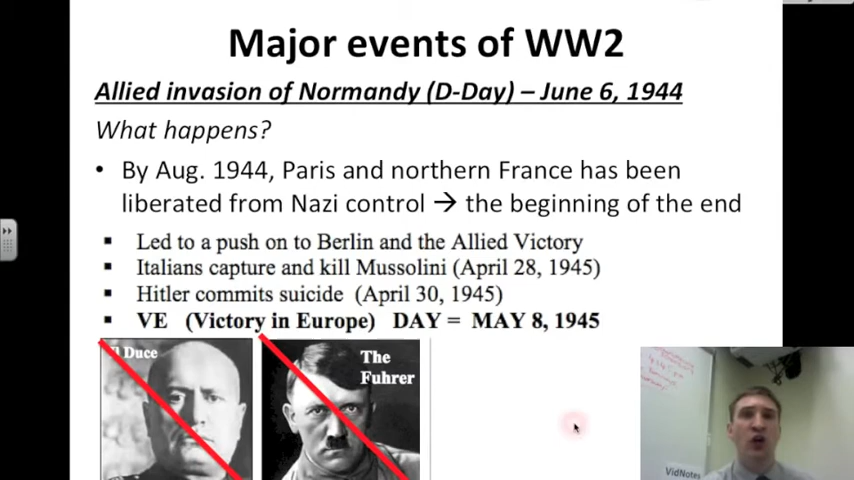 Major events of WW2
Allied invasion of Normandy (D-Day) – June 6, 1944
What happens?
• By Aug. 1944, Paris and northern France has been
liberated from Nazi control → the beginning of the end
▪ Led to a push on to Berlin and the Allied Victory
▪ Italians capture and kill Mussolini (April 28, 1945)
▪ Hitler commits suicide (April 30, 1945)
▪ VE (Victory in Europe) DAY = MAY 8, 1945
Duce
The
Fuhrer
VidNotes